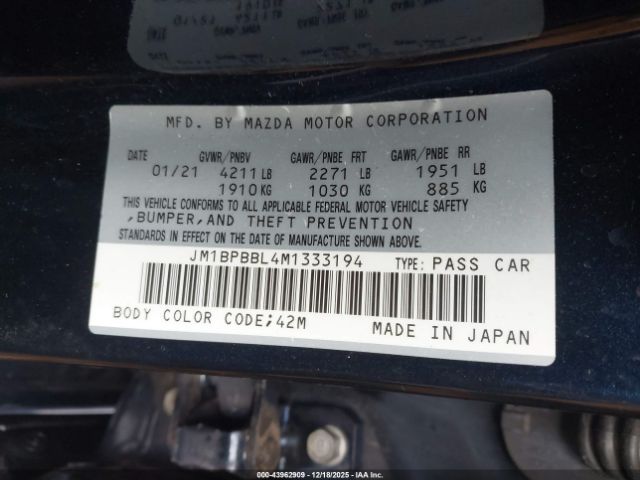 MFD. BY MAZDA MOTOR CORPORATION
DATE GVWR/PNBV GAWR/PNBE FRT GAWR/PNBE RR
01/21 4211 LB 2271 LB 1951 LB
1910 KG 1030 KG 885 KG
THIS VEHICLE CONFORMS TO ALL APPLICABLE FEDERAL MOTOR VEHICLE SAFETY
,BUMPER,AND THEFT PREVENTION
STANDARDS IN EFFECT ON THE DATE OF MANUFACTURE SHOWN ABOVE.
JM1BPBBL4M1333194 TYPE: PASS CAR
BODY COLOR CODE;42M MADE IN JAPAN
000-43962909 - 12/18/2025 - IAA Inc.